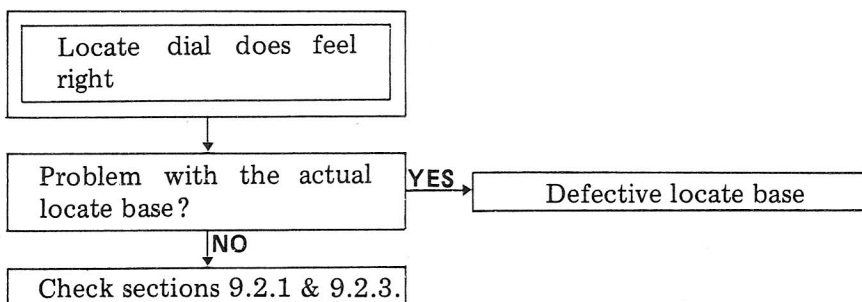 Locate dial does feel
right
Problem with the actual
locate base?
YES
Defective locate base
NO
Check sections 9.2.1 & 9.2.3.